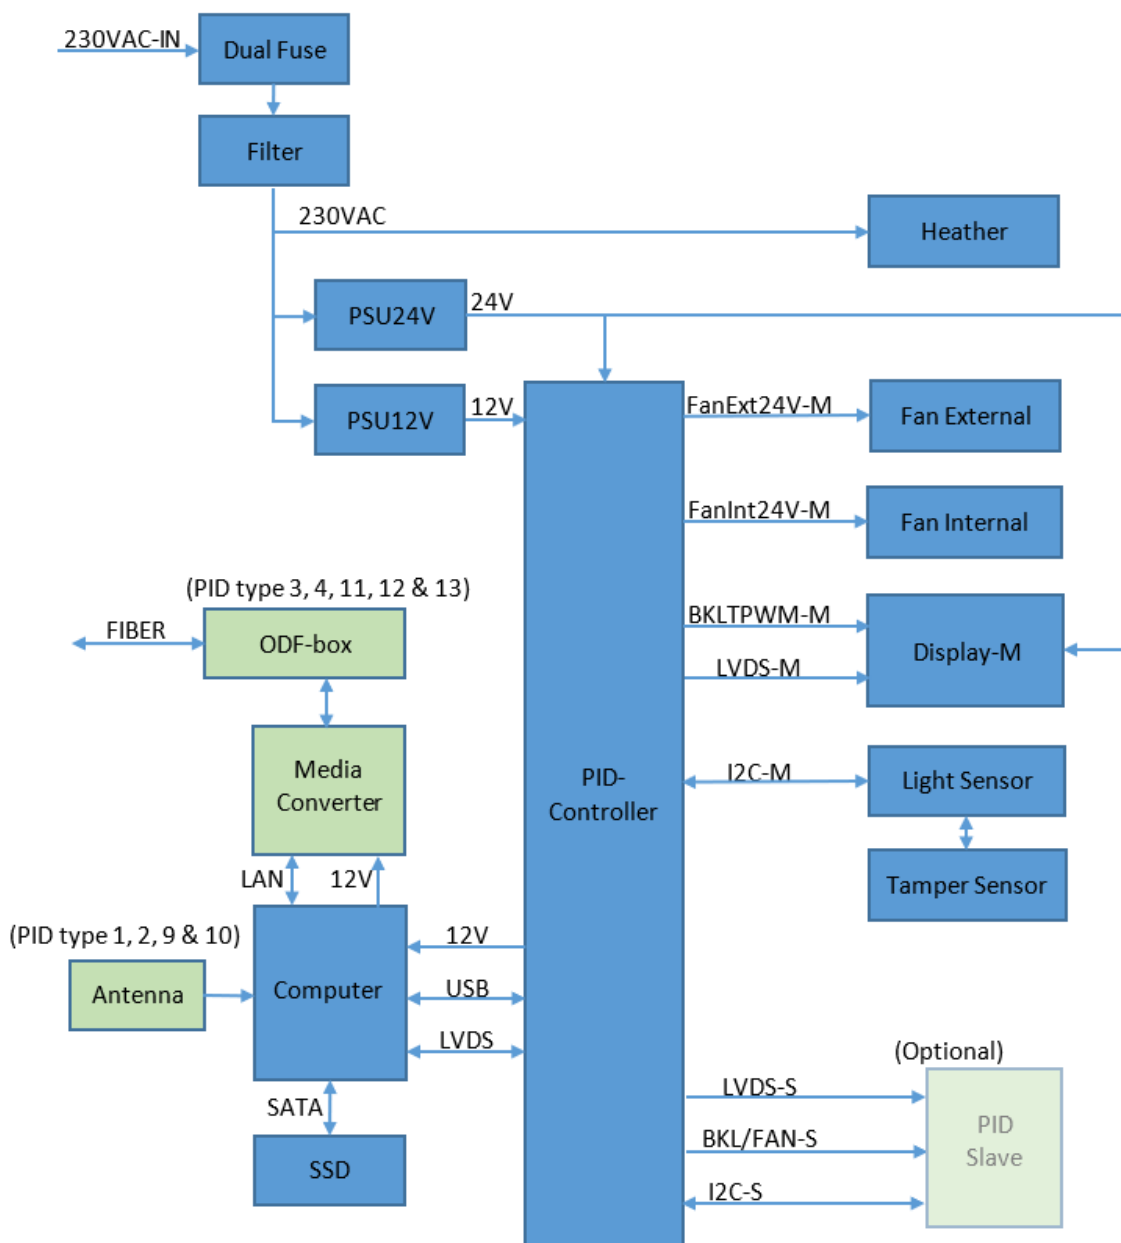 230VAC-IN
Dual Fuse
Filter
230VAC
Heather
PSU24V
24V
PSU12V
12V
FanExt24V-M
Fan External
FanInt24V-M
Fan Internal
(PID type 3, 4, 11, 12 & 13)
FIBER
ODF-box
BKLTPWM-M
LVDS-M
Display-M
Media
Converter
PID-
Controller
I2C-M
Light Sensor
Tamper Sensor
LAN
12V
(PID type 1, 2, 9 & 10)
Antenna
Computer
12V
USB
LVDS
SATA
SSD
(Optional)
LVDS-S
BKL/FAN-S
I2C-S
PID
Slave